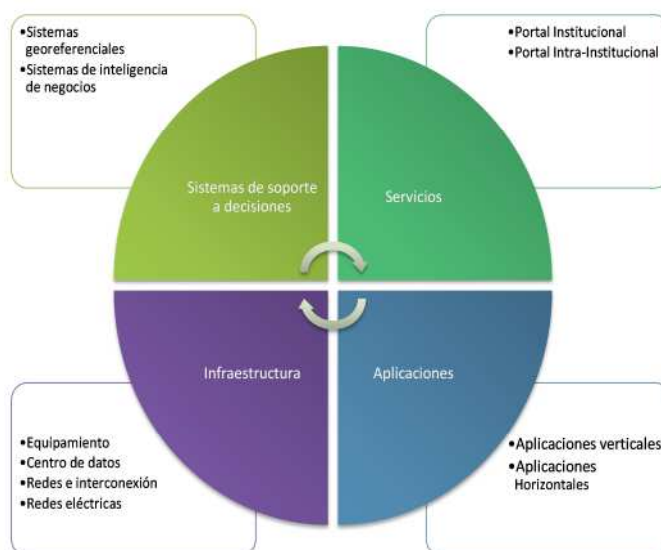 •Sistemas
georeferenciales
•Sistemas de inteligencia
de negocios
•Portal Institucional
•Portal Intra-Institucional
Sistemas de soporte
a decisiones
Servicios
Infraestructura
Aplicaciones
•Equipamiento
•Centro de datos
•Redes e interconexión
•Redes eléctricas
•Aplicaciones verticales
•Aplicaciones
Horizontales